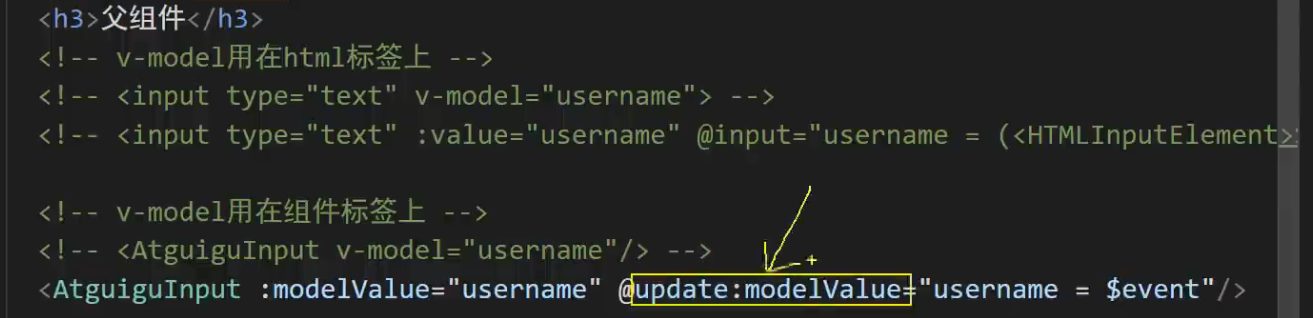 <h3>父组件</h3>
<!-- v-model用在html标签上 -->
<!-- <input type="text" v-model="username"> -->
<!-- <input type="text" :value="username" @input="username = (<HTMLInputElement>
<!-- v-model用在组件标签上 -->
<!-- <AtguiguInput v-model="username"/> -->
<AtguiguInput :modelValue="username" @update:modelValue="username = $event"/>